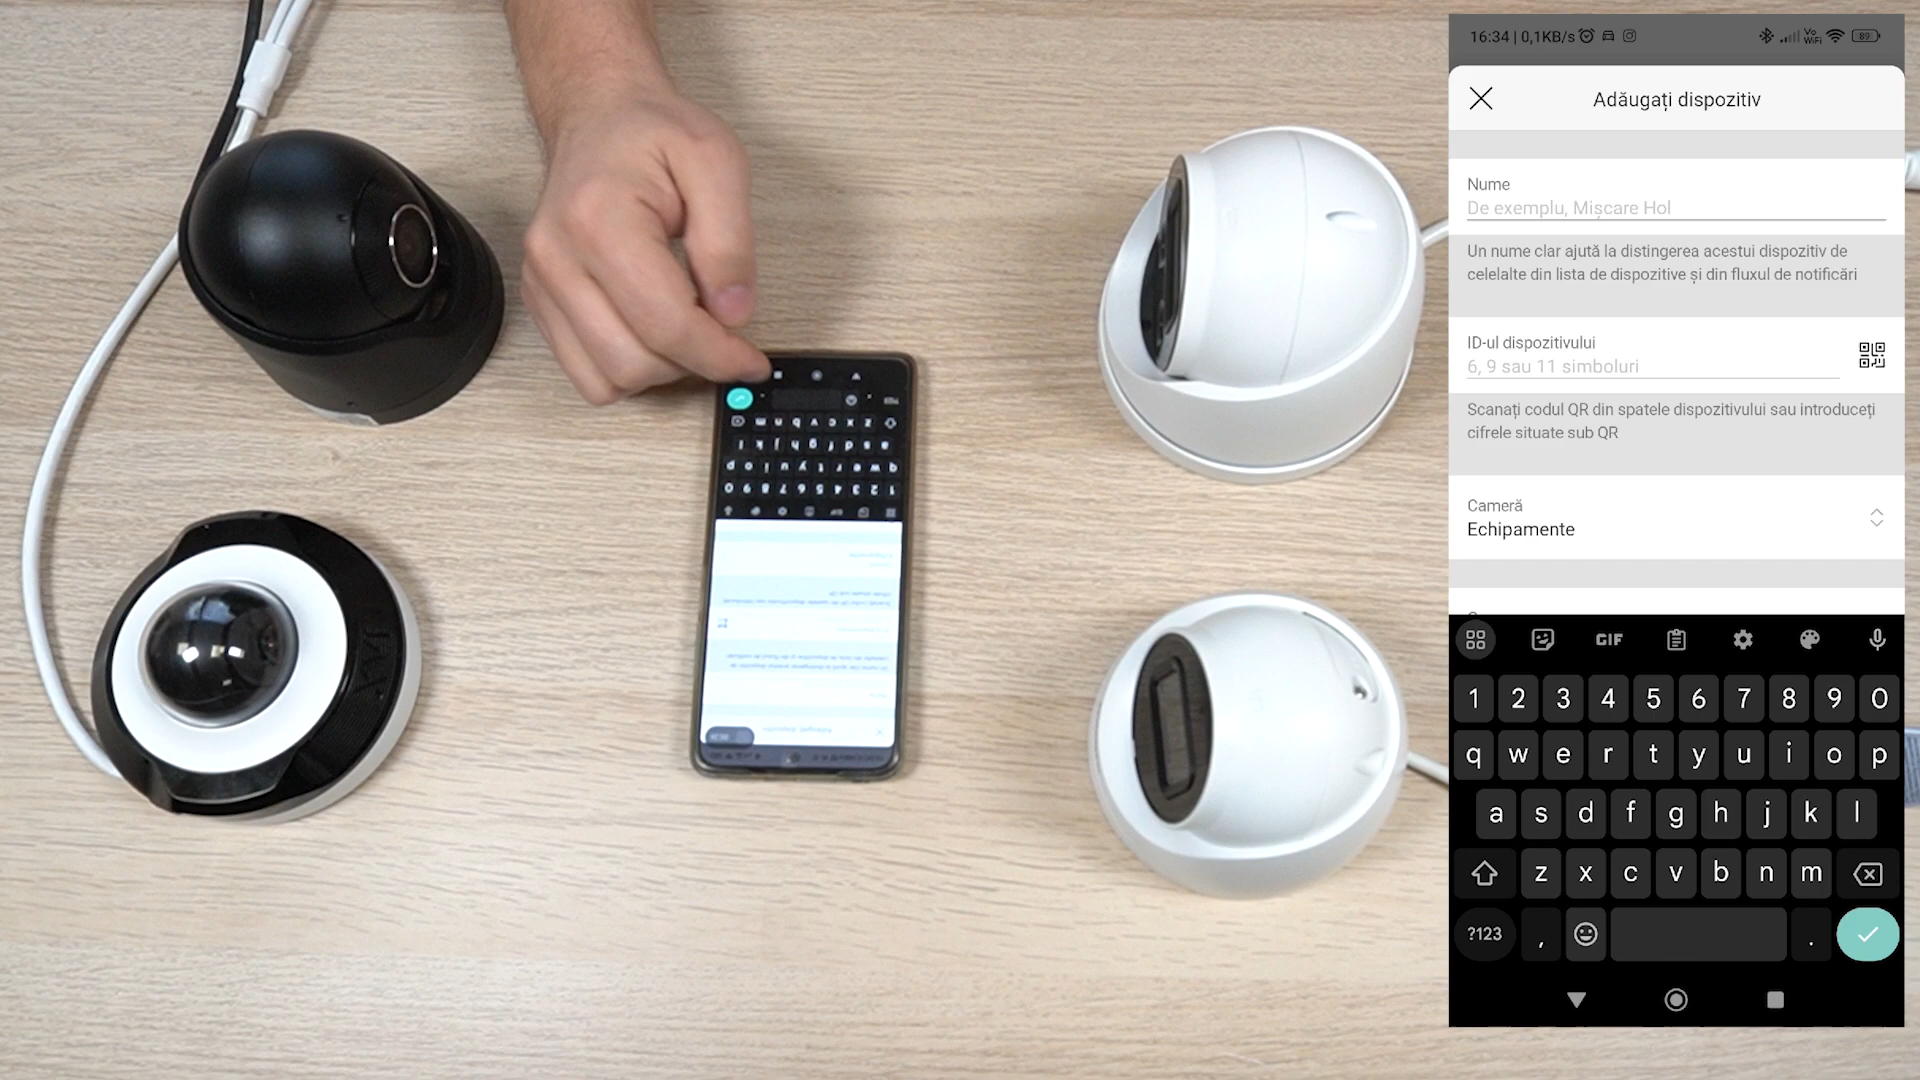 16:34 | 0,1KB/s
Vo
WiFi
89
Adăugați dispozitiv
Nume
De exemplu, Mișcare Hol
Un nume clar ajută la distingerea acestui dispozitiv de
celelalte din lista de dispozitive și din fluxul de notificări
ID-ul dispozitivului
6, 9 sau 11 simboluri
Scanați codul QR din spatele dispozitivului sau introduceți
cifrele situate sub QR
Cameră
Echipamente
GIF
1 2 3 4 5 6 7 8 9 0
q w e r t y u i o p
a s d f g h j k l
z x c v b n m
?123 , .